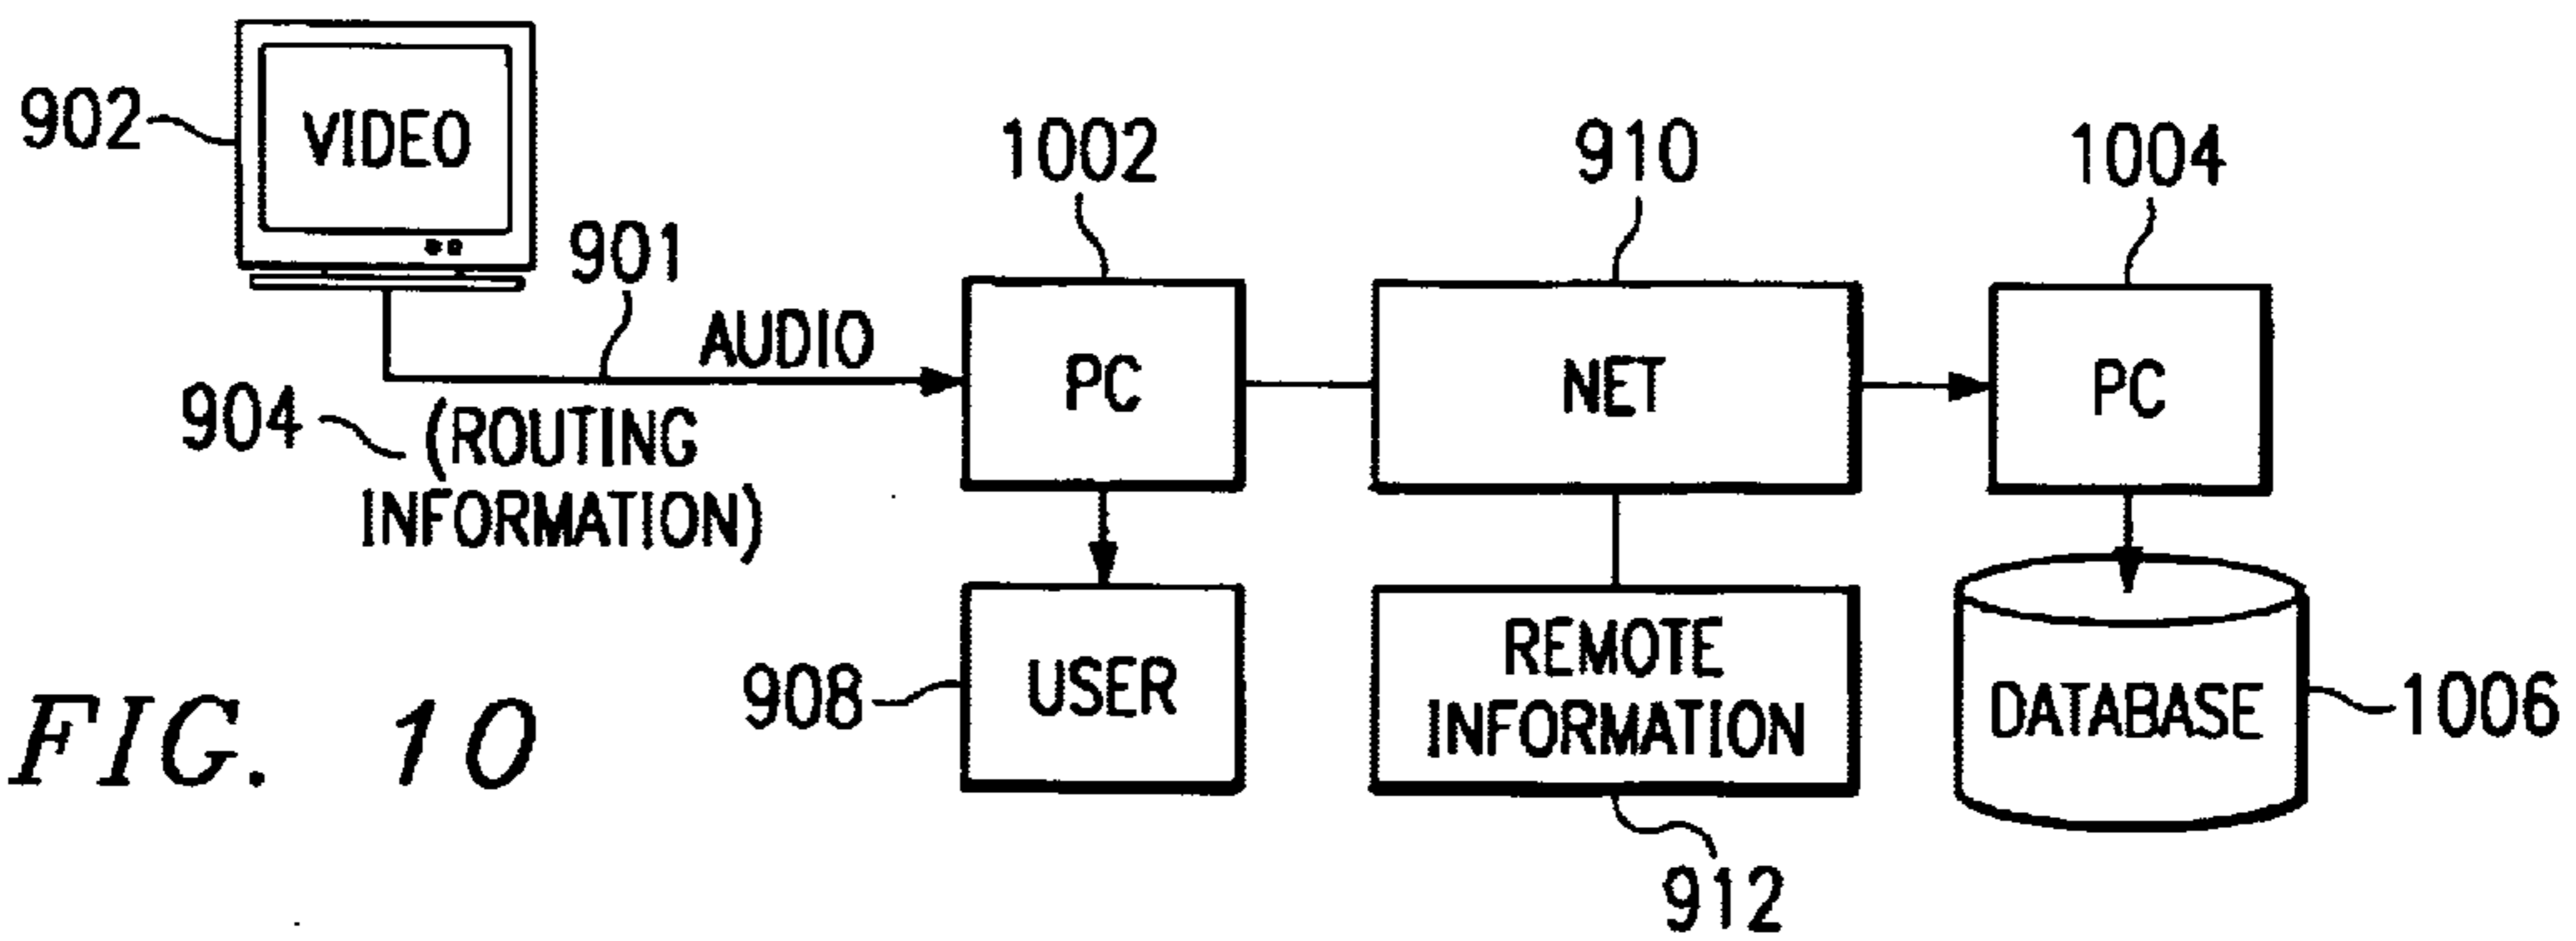 902
VIDEO
901
AUDIO
904
(ROUTING
INFORMATION)
1002
PC
910
NET
1004
PC
908
USER
REMOTE
INFORMATION
912
DATABASE
1006
FIG. 10